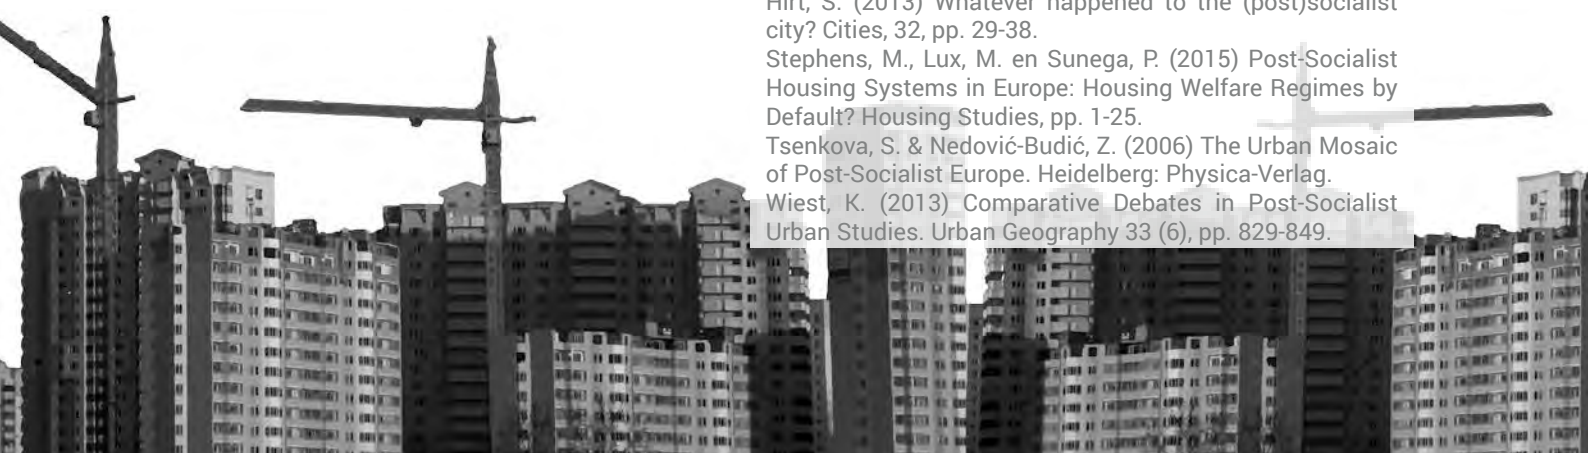 Hirt, S. (2013) Whatever happened to the (post)socialist
city? Cities, 32, pp. 29-38.
Stephens, M., Lux, M. en Sunega, P. (2015) Post-Socialist
Housing Systems in Europe: Housing Welfare Regimes by
Default? Housing Studies, pp. 1-25.
Tsenkova, S. & Nedović-Budić, Z. (2006) The Urban Mosaic
of Post-Socialist Europe. Heidelberg: Physica-Verlag.
Wiest, K. (2013) Comparative Debates in Post-Socialist
Urban Studies. Urban Geography 33 (6), pp. 829-849.